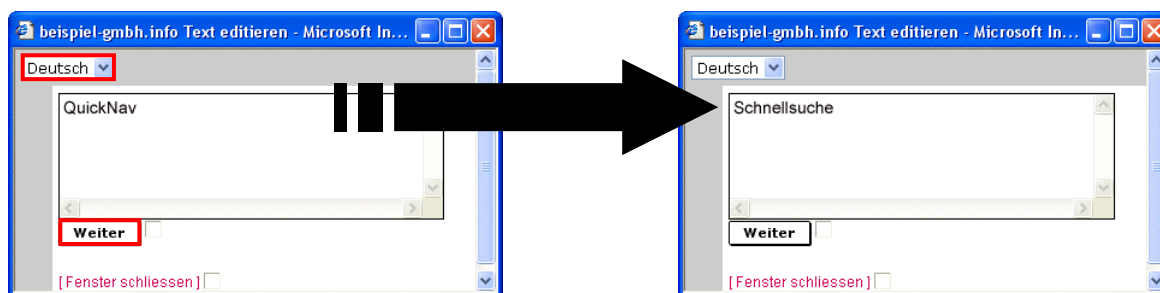 beispiel-gmbh.info Text editieren - Microsoft In...
Deutsch
QuickNav
Weiter
[ Fenster schliessen ]
beispiel-gmbh.info Text editieren - Microsoft In...
Deutsch
Schnellsuche
Weiter
[ Fenster schliessen ]